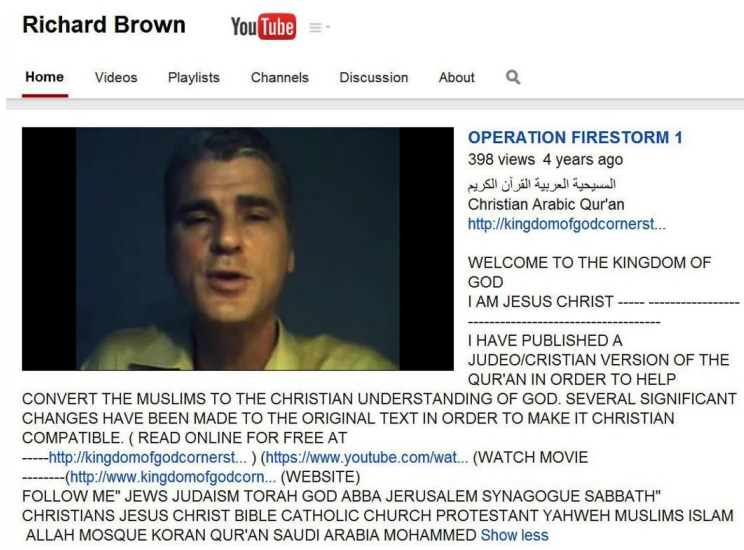 Richard Brown
YouTube
Home Videos Playlists Channels Discussion About
OPERATION FIRESTORM 1
398 views 4 years ago
المسيحية العربية القرآن الكريم
Christian Arabic Qur'an
http://kingdomofgodcornerst...
WELCOME TO THE KINGDOM OF
GOD
I AM JESUS CHRIST ----- -----------------
-------------------------------------
I HAVE PUBLISHED A
JUDEO/CRISTIAN VERSION OF THE
QUR'AN IN ORDER TO HELP
CONVERT THE MUSLIMS TO THE CHRISTIAN UNDERSTANDING OF GOD. SEVERAL SIGNIFICANT
CHANGES HAVE BEEN MADE TO THE ORIGINAL TEXT IN ORDER TO MAKE IT CHRISTIAN
COMPATIBLE. ( READ ONLINE FOR FREE AT
-----http://kingdomofgodcornerst... ) (https://www.youtube.com/wat... (WATCH MOVIE
--------(http://www.kingdomofgodcorn... (WEBSITE)
FOLLOW ME" JEWS JUDAISM TORAH GOD ABBA JERUSALEM SYNAGOGUE SABBATH"
CHRISTIANS JESUS CHRIST BIBLE CATHOLIC CHURCH PROTESTANT YAHWEH MUSLIMS ISLAM
ALLAH MOSQUE KORAN QUR'AN SAUDI ARABIA MOHAMMED Show less